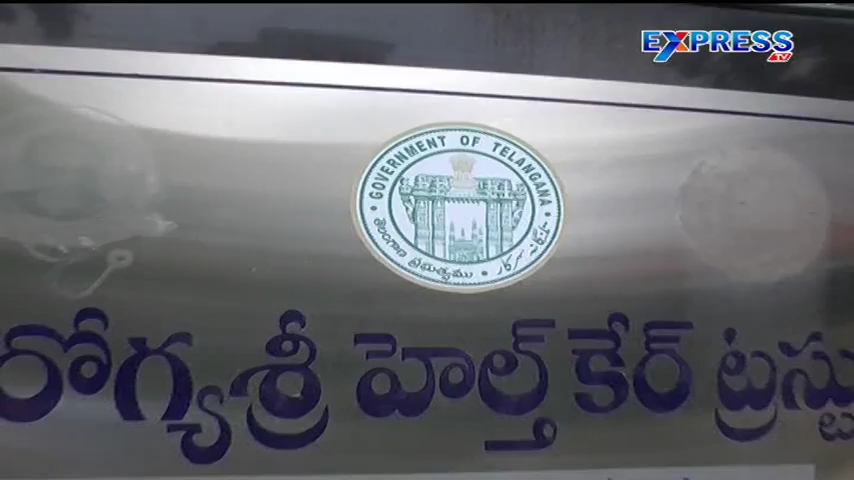 EXPRESS
TV
GOVERNMENT OF TELANGANA
తెలంగాణ ప్రభుత్వము
రోగ్యశ్రీ హెల్త్ కేర్ ట్రస్టు